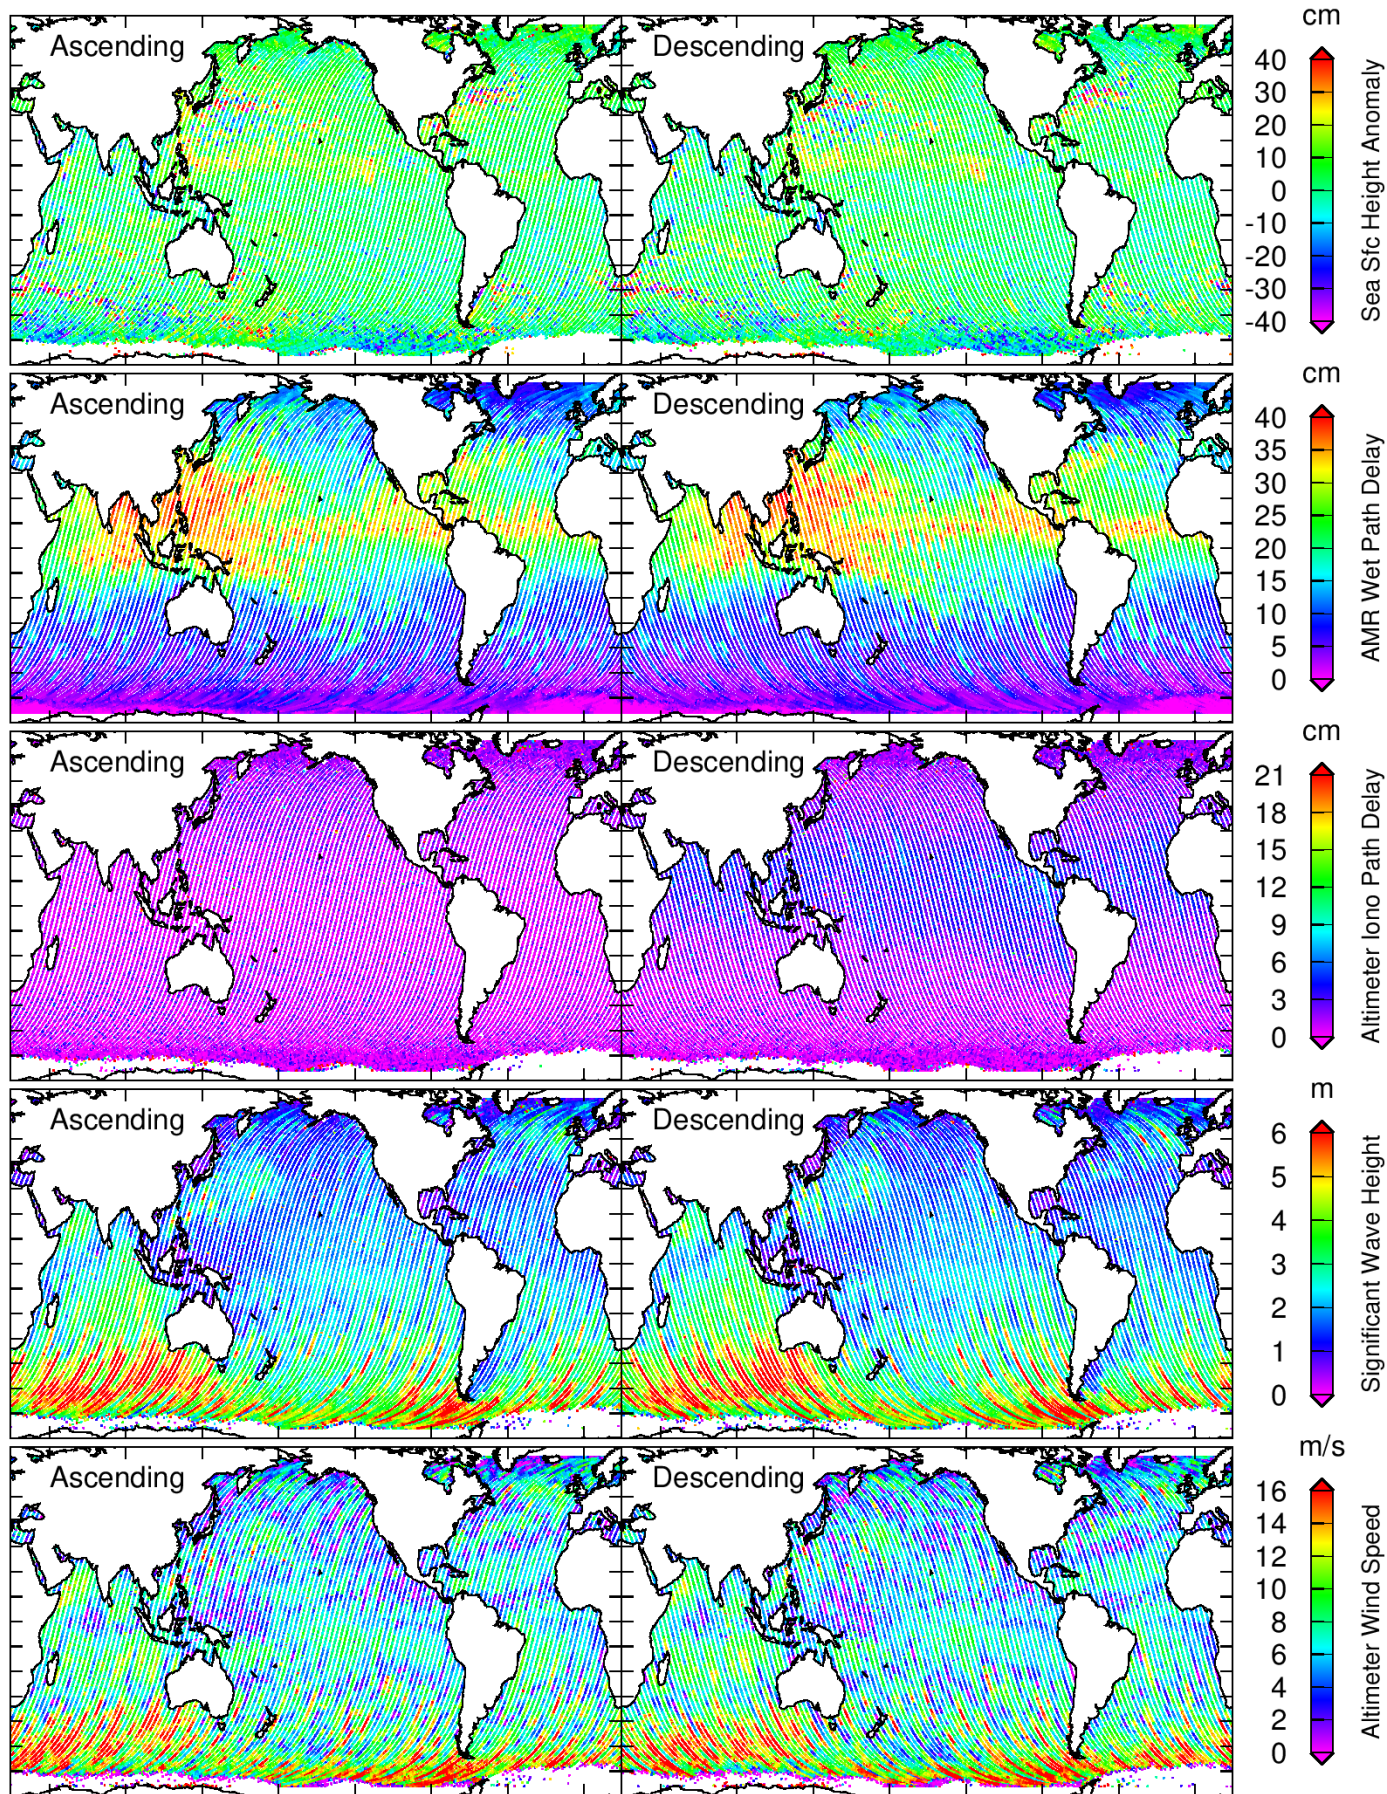 cm
Ascending
Descending
40
30
20
10
0
-10
-20
-30
-40
Sea Sfc Height Anomaly
cm
Ascending
Descending
40
35
30
25
20
15
10
5
0
AMR Wet Path Delay
cm
Ascending
Descending
21
18
15
12
9
6
3
0
Altimeter Iono Path Delay
m
Ascending
Descending
6
5
4
3
2
1
0
Significant Wave Height
m/s
Ascending
Descending
16
14
12
10
8
6
4
2
0
Altimeter Wind Speed